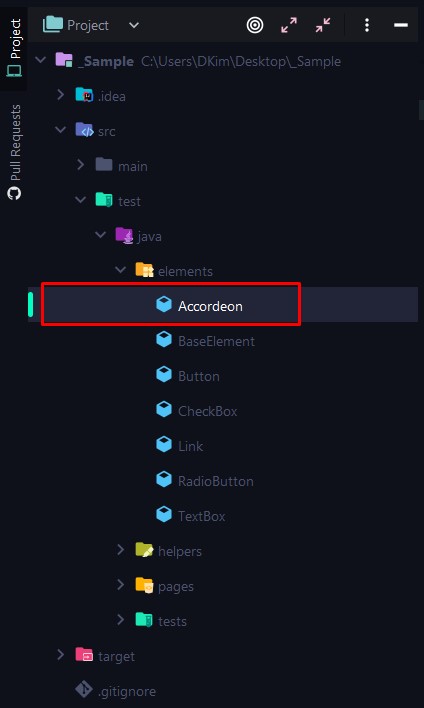 Project
Project
Pull Requests
_Sample C:\Users\DKim\Desktop\_Sample
.idea
src
main
test
java
elements
Accordeon
BaseElement
Button
CheckBox
Link
RadioButton
TextBox
helpers
pages
tests
target
.gitignore